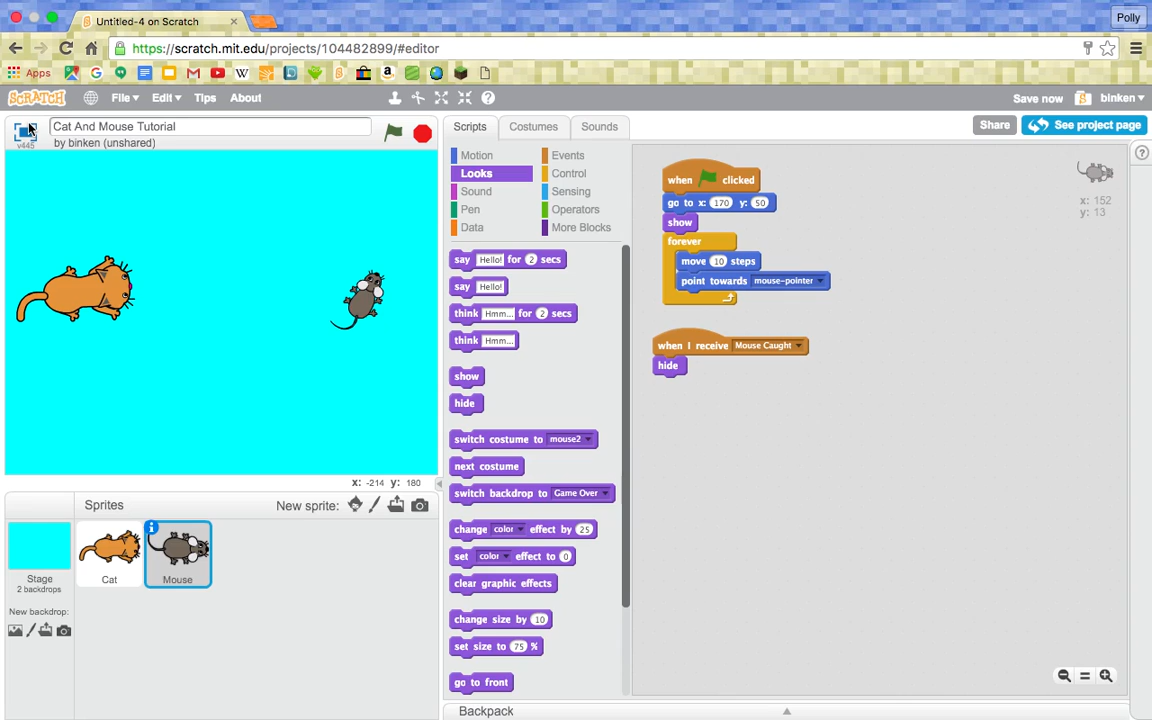 Untitled-4 on Scratch
Polly
https://scratch.mit.edu/projects/104482899/#editor
Apps
SCRATCH
File Edit Tips About
Save now
binken
v445
Cat And Mouse Tutorial
by binken (unshared)
Scripts
Costumes
Sounds
Share
See project page
Motion
Looks
Sound
Pen
Data
Events
Control
Sensing
Operators
More Blocks
say Hello! for 2 secs
say Hello!
think Hmm... for 2 secs
think Hmm...
show
hide
switch costume to mouse2
next costume
switch backdrop to Game Over
change color effect by 25
set color effect to 0
clear graphic effects
change size by 10
set size to 75 %
go to front
when clicked
go to x: 170 y: 50
show
forever
move 10 steps
point towards mouse-pointer
when I receive Mouse Caught
hide
x: 152
y: 13
x: -214 y: 180
Sprites
New sprite:
Stage
2 backdrops
New backdrop:
Cat
Mouse
Backpack